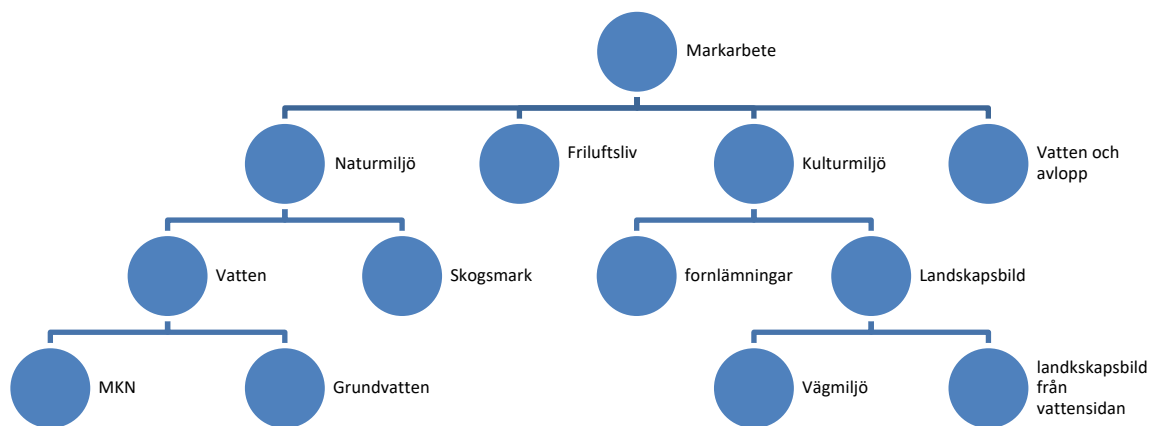 Markarbete
Naturmiljö
Friluftsliv
Kulturmiljö
Vatten och
avlopp
Vatten
Skogsmark
fornlämningar
Landskapsbild
MKN
Grundvatten
Vägmiljö
landkskapsbild
från
vattensidan